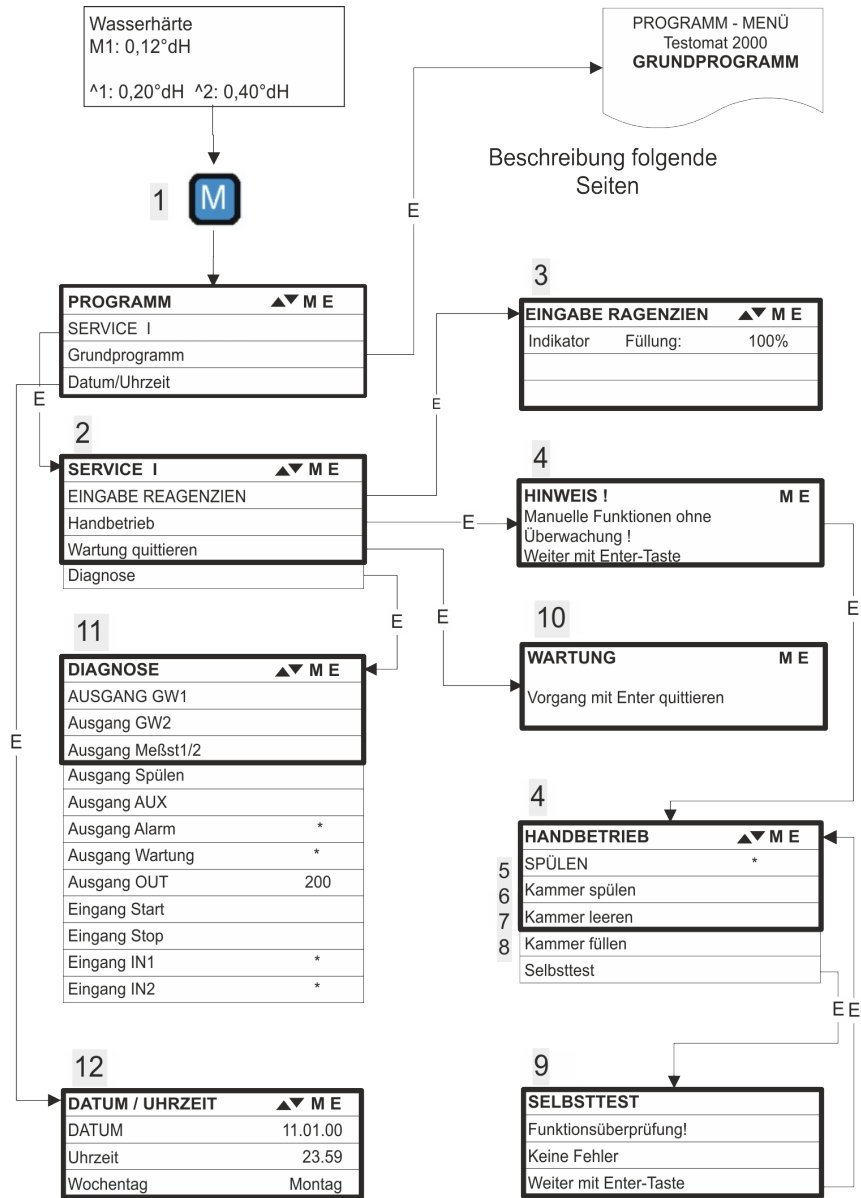 Wasserhärte
M1: 0,12°dH
^1: 0,20°dH ^2: 0,40°dH
PROGRAMM - MENÜ
Testomat 2000
GRUNDPROGRAMM
Beschreibung folgende
Seiten
1
M
E
PROGRAMM ▲▼ M E
SERVICE I
Grundprogramm
Datum/Uhrzeit
E
3
EINGABE RAGENZIEN ▲▼ M E
Indikator Füllung: 100%
E
2
SERVICE I ▲▼ M E
EINGABE REAGENZIEN
Handbetrieb
Wartung quittieren
Diagnose
E
4
HINWEIS ! M E
Manuelle Funktionen ohne
Überwachung !
Weiter mit Enter-Taste
E
E
E
10
WARTUNG M E
Vorgang mit Enter quittieren
11
DIAGNOSE ▲▼ M E
AUSGANG GW1
Ausgang GW2
Ausgang Meßst1/2
Ausgang Spülen
Ausgang AUX
Ausgang Alarm *
Ausgang Wartung *
Ausgang OUT 200
Eingang Start
Eingang Stop
Eingang IN1 *
Eingang IN2 *
E
4
HANDBETRIEB ▲▼ M E
5 SPÜLEN *
6 Kammer spülen
7 Kammer leeren
8 Kammer füllen
Selbsttest
E E
12
DATUM / UHRZEIT ▲▼ M E
DATUM 11.01.00
Uhrzeit 23.59
Wochentag Montag
9
SELBSTTEST
Funktionsüberprüfung!
Keine Fehler
Weiter mit Enter-Taste